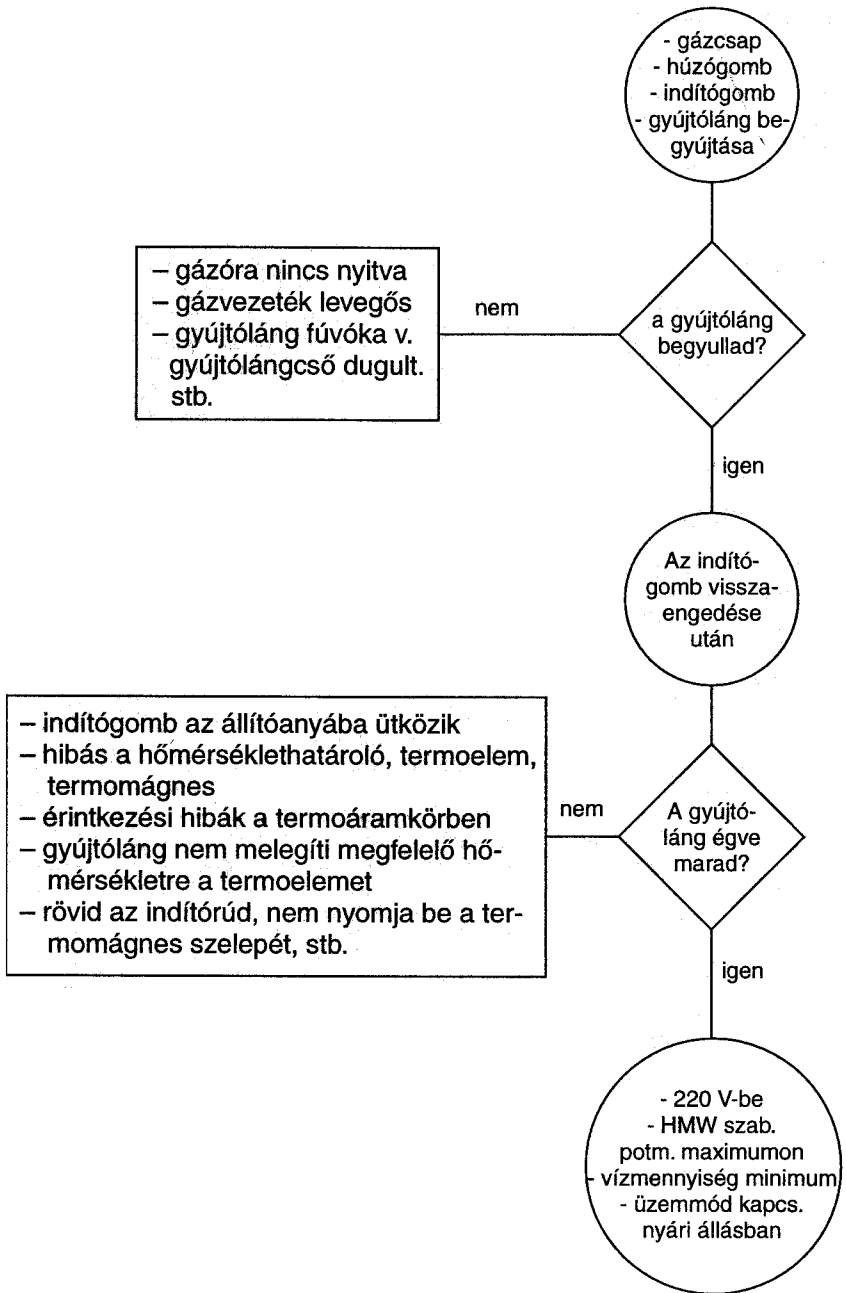 - gázcsap
- húzógomb
- indítógomb
- gyújtóláng be-
gyújtása
– gázóra nincs nyitva
– gázvezeték levegős
– gyújtóláng fúvóka v.
gyújtólángcső dugult.
stb.
nem
a gyújtóláng
begyullad?
igen
Az indító-
gomb vissza-
engedése
után
– indítógomb az állítóanyába ütközik
– hibás a hőmérséklethatároló, termoelem,
termomágnes
– érintkezési hibák a termoáramkörben
– gyújtóláng nem melegíti megfelelő hő-
mérsékletre a termoelemet
– rövid az indítórúd, nem nyomja be a ter-
momágnes szelepét, stb.
nem
A gyújtó-
láng égve
marad?
igen
- 220 V-be
- HMW szab.
potm. maximumon
- vízmennyiség minimum
- üzemmód kapcs.
nyári állásban